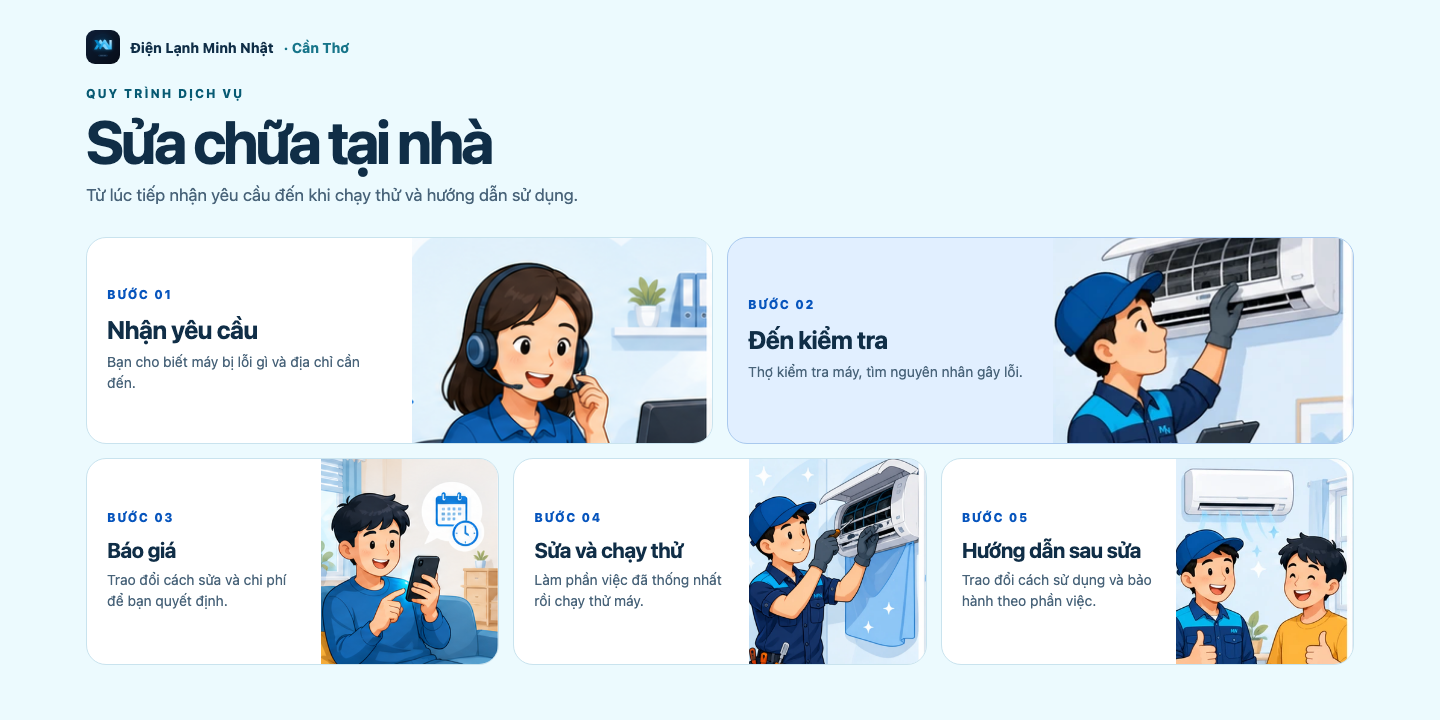 Điện Lạnh Minh Nhật · Cần Thơ
QUY TRÌNH DỊCH VỤ
Sửa chữa tại nhà
Từ lúc tiếp nhận yêu cầu đến khi chạy thử và hướng dẫn sử dụng.
BƯỚC 01
Nhận yêu cầu
Bạn cho biết máy bị lỗi gì và địa chỉ cần
đến.
BƯỚC 02
Đến kiểm tra
Thợ kiểm tra máy, tìm nguyên nhân gây lỗi.
MN
BƯỚC 03
Báo giá
Trao đổi cách sửa và chi phí
để bạn quyết định.
BƯỚC 04
Sửa và chạy thử
Làm phần việc đã thống nhất
rồi chạy thử máy.
BƯỚC 05
Hướng dẫn sau sửa
Trao đổi cách sử dụng và bảo
hành theo phần việc.
MN